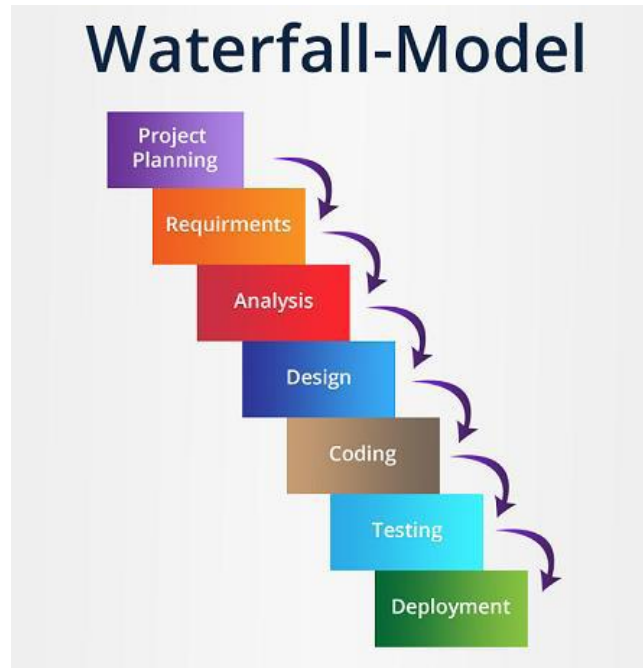 Waterfall-Model
Project
Planning
Requirments
Analysis
Design
Coding
Testing
Deployment